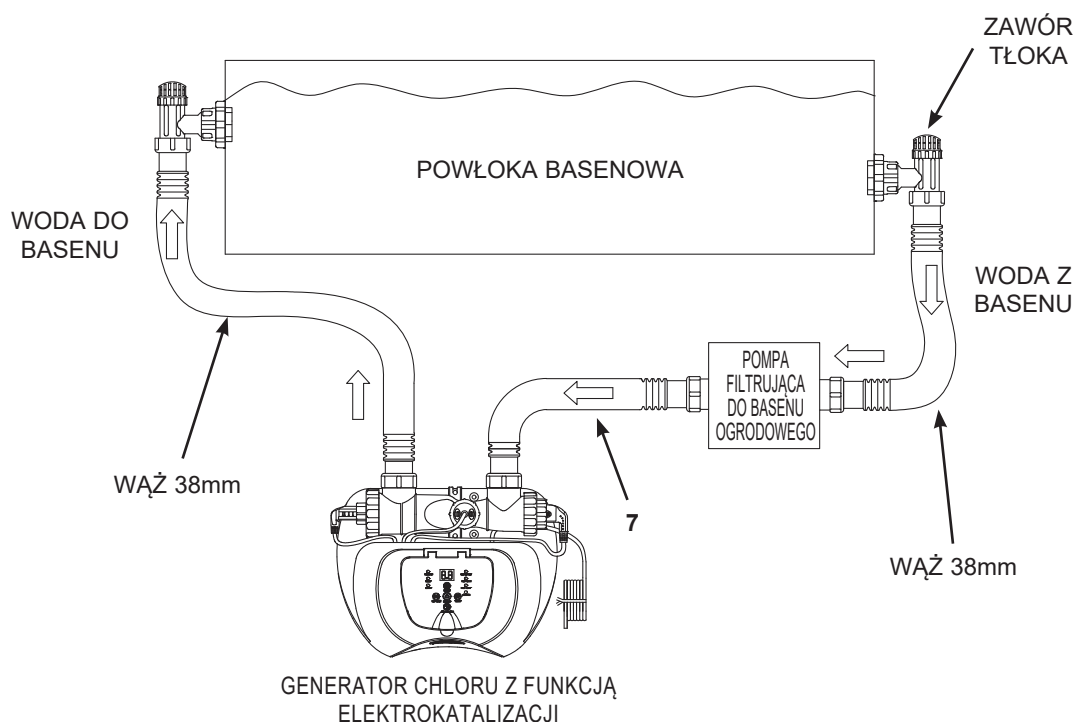 ZAWÓR
TŁOKA
POWŁOKA BASENOWA
WODA DO
BASENU
WODA Z
BASENU
POMPA
FILTRUJĄCA
DO BASENU
OGRODOWEGO
WĄŻ 38mm
7
WĄŻ 38mm
GENERATOR CHLORU Z FUNKCJĄ
ELEKTROKATALIZACJI